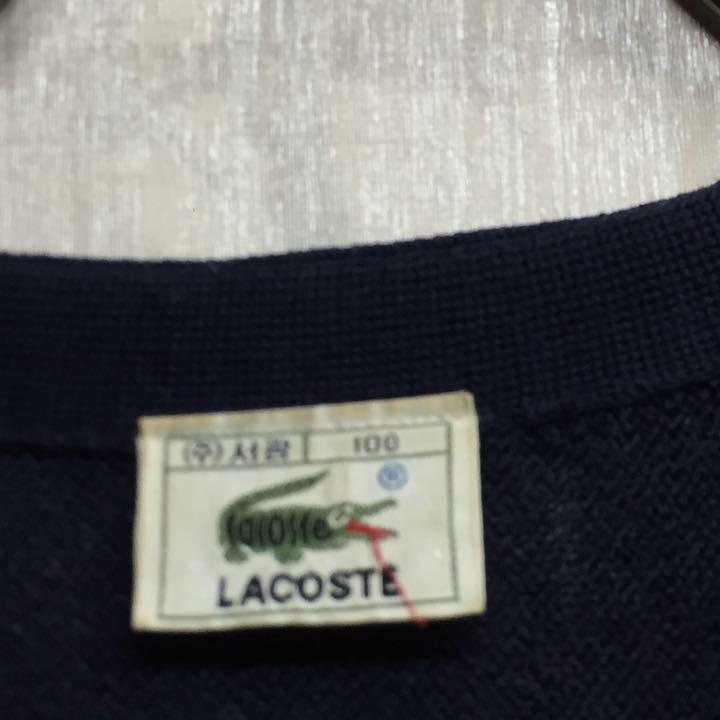 (주)서광 100
®
Lacoste
LACOSTE